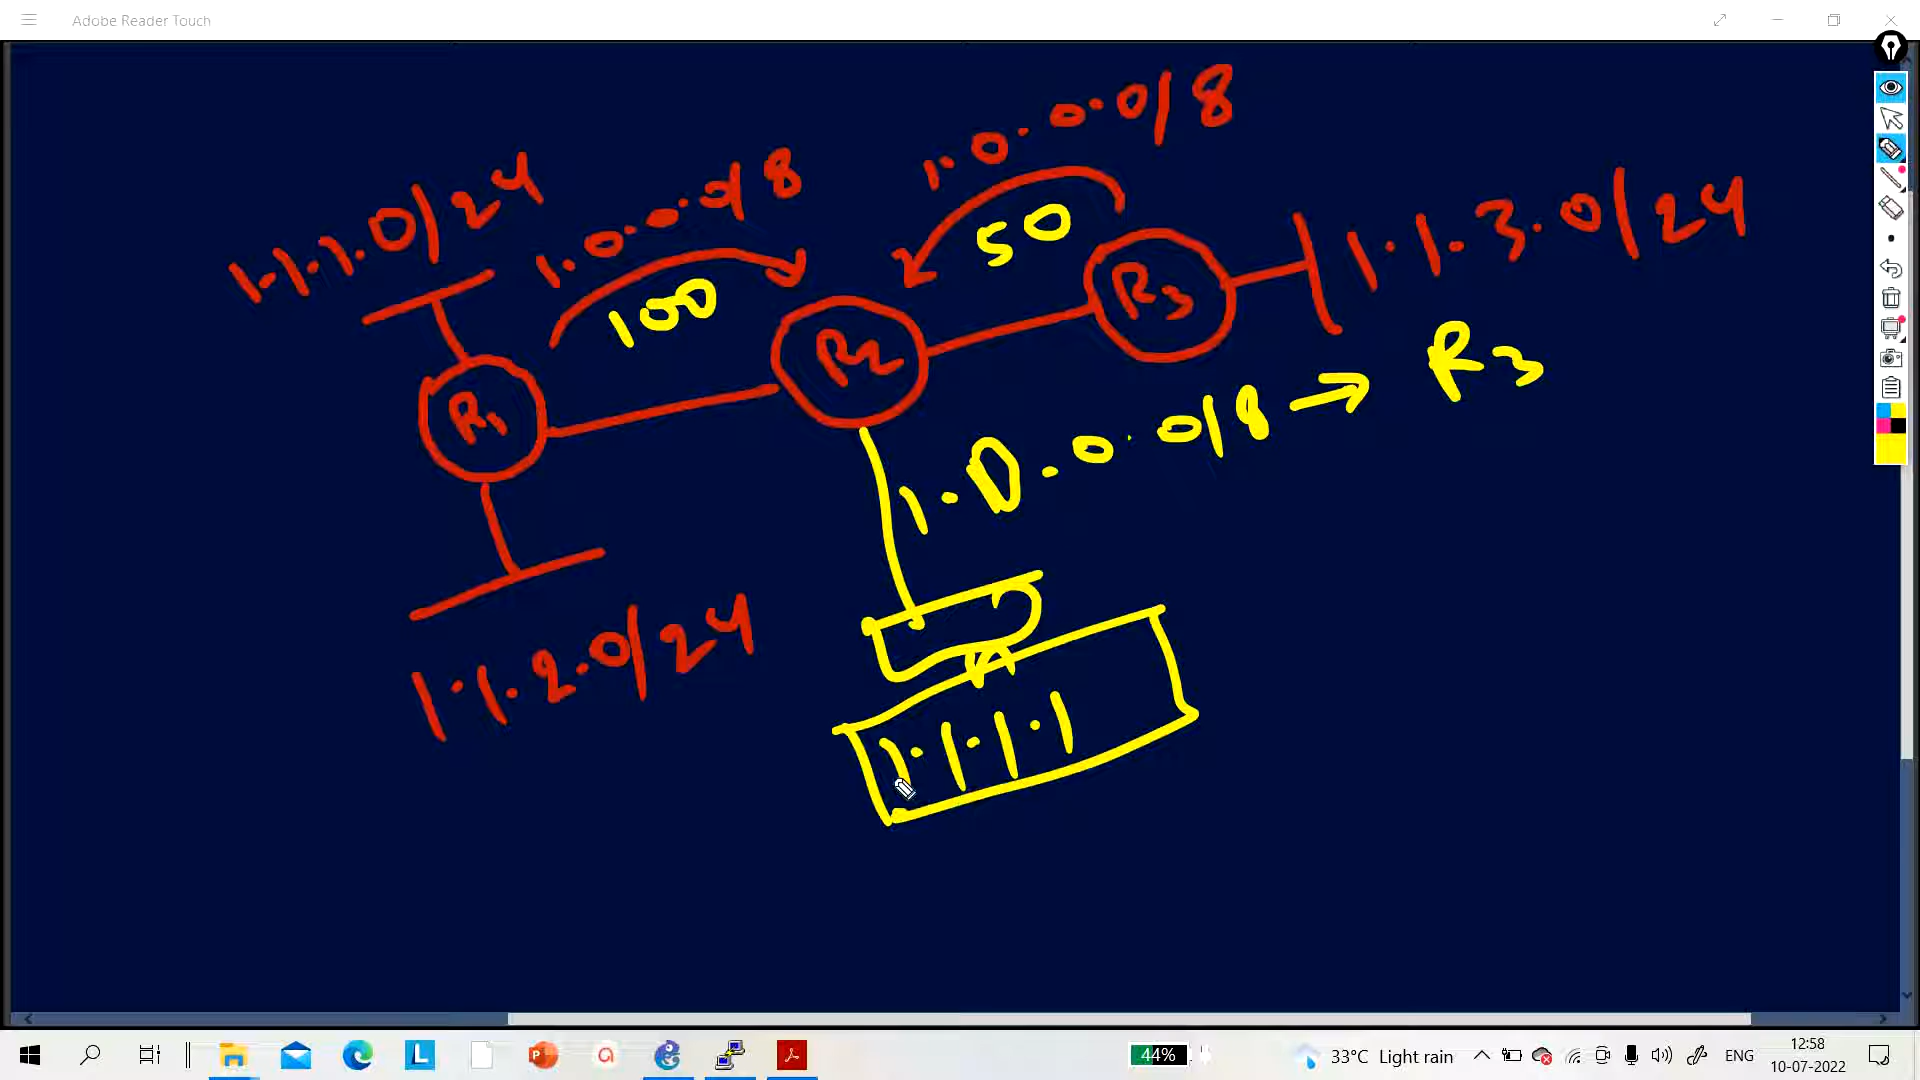 Adobe Reader Touch
1.0.0.0/8
1.1.1.0/24
1.0.0.0/8
50
1.1.3.0/24
100
R3
R2
R3
R1
1.0.0.0/8 →
1.1.2.0/24
1.1.1.1
44%
33°C Light rain
ENG
12:58
10-07-2022